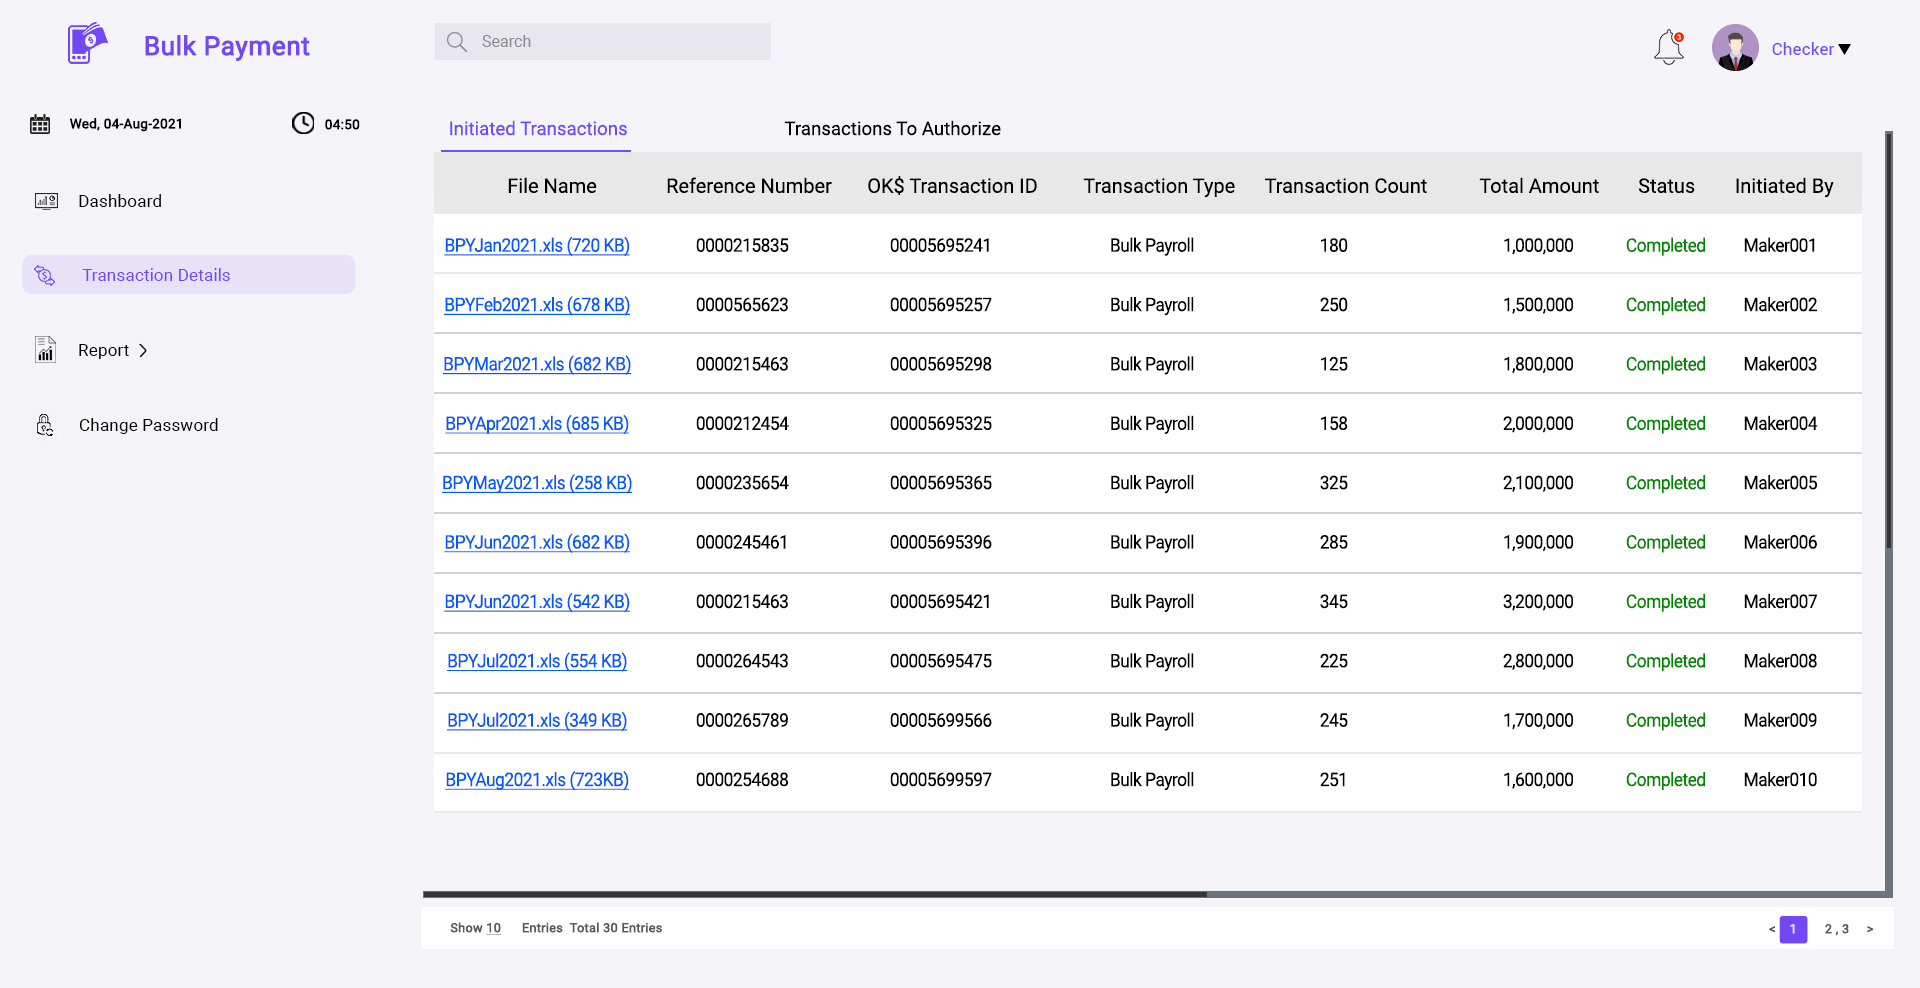 Bulk Payment
Search
3
Checker
Wed, 04-Aug-2021 04:50
Initiated Transactions Transactions To Authorize
Dashboard
Transaction Details
Report >
Change Password
File Name Reference Number OK$ Transaction ID Transaction Type Transaction Count Total Amount Status Initiated By
BPYJan2021.xls (720 KB) 0000215835 00005695241 Bulk Payroll 180 1,000,000 Completed Maker001
BPYFeb2021.xls (678 KB) 0000565623 00005695257 Bulk Payroll 250 1,500,000 Completed Maker002
BPYMar2021.xls (682 KB) 0000215463 00005695298 Bulk Payroll 125 1,800,000 Completed Maker003
BPYApr2021.xls (685 KB) 0000212454 00005695325 Bulk Payroll 158 2,000,000 Completed Maker004
BPYMay2021.xls (258 KB) 0000235654 00005695365 Bulk Payroll 325 2,100,000 Completed Maker005
BPYJun2021.xls (682 KB) 0000245461 00005695396 Bulk Payroll 285 1,900,000 Completed Maker006
BPYJun2021.xls (542 KB) 0000215463 00005695421 Bulk Payroll 345 3,200,000 Completed Maker007
BPYJul2021.xls (554 KB) 0000264543 00005695475 Bulk Payroll 225 2,800,000 Completed Maker008
BPYJul2021.xls (349 KB) 0000265789 00005699566 Bulk Payroll 245 1,700,000 Completed Maker009
BPYAug2021.xls (723KB) 0000254688 00005699597 Bulk Payroll 251 1,600,000 Completed Maker010
Show 10 Entries Total 30 Entries
< 1 2 , 3 >